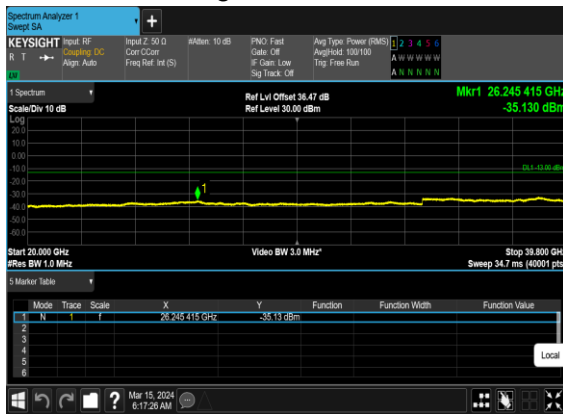 Spectrum Analyzer 1
Swept SA
+
KEYSIGHT Input: RF Input Z: 50 Ω #Atten: 10 dB PNO: Fast Avg Type: Power (RMS) 1 2 3 4 5 6
R T Coupling: DC Corr CCorr Gate: Off Avg|Hold: 100/100 A W W W W W
Align: Auto Freq Ref: Int (S) IF Gain: Low Trig: Free Run
Sig Track: Off A N N N N N
1 Spectrum Ref Lvl Offset 36.47 dB Mkr1 26.245 415 GHz
Scale/Div 10 dB Ref Level 30.00 dBm -35.130 dBm
Log
20.0
10.0
0.00
-10.0 DL1 -13.00 dBm
-20.0
-30.0 1
-40.0
-50.0
-60.0
Start 20.000 GHz Video BW 3.0 MHz* Stop 39.800 GHz
#Res BW 1.0 MHz Sweep 34.7 ms (40001 pts)
5 Marker Table
Mode Trace Scale X Y Function Function Width Function Value
1 N 1 f 26.245 415 GHz -35.13 dBm
2
3
4
5 Local
6
? Mar 15, 2024
6:17:26 AM